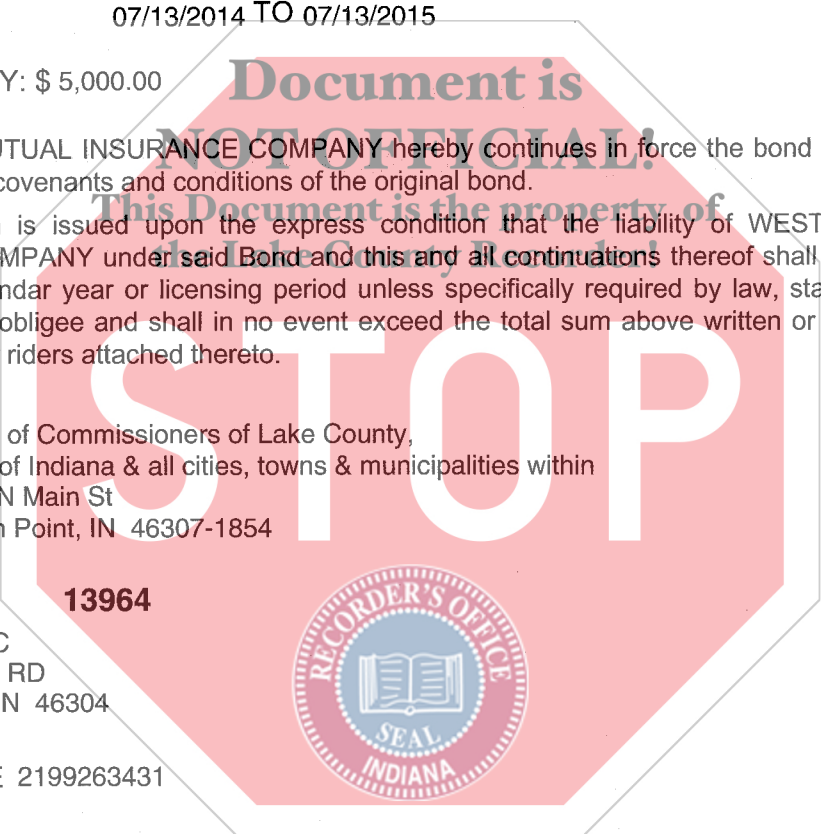 07/13/2014 TO 07/13/2015
Y: $ 5,000.00
Document is
NOT OFFICIAL!
UTUAL INSURANCE COMPANY hereby continues in force the bond
covenants and conditions of the original bond.
This Document is the property of
is issued upon the express condition that the liability of WEST
MPANY under said Bond and this and all continuations thereof shall
the Lake County Recorder!
ndar year or licensing period unless specifically required by law, sta
obligee and shall in no event exceed the total sum above written or
riders attached thereto.
STOP
of Commissioners of Lake County,
of Indiana & all cities, towns & municipalities within
N Main St
n Point, IN 46307-1854
13964
C
RD
N 46304
E 2199263431
RECORDER'S OFFICE
SEAL
INDIANA